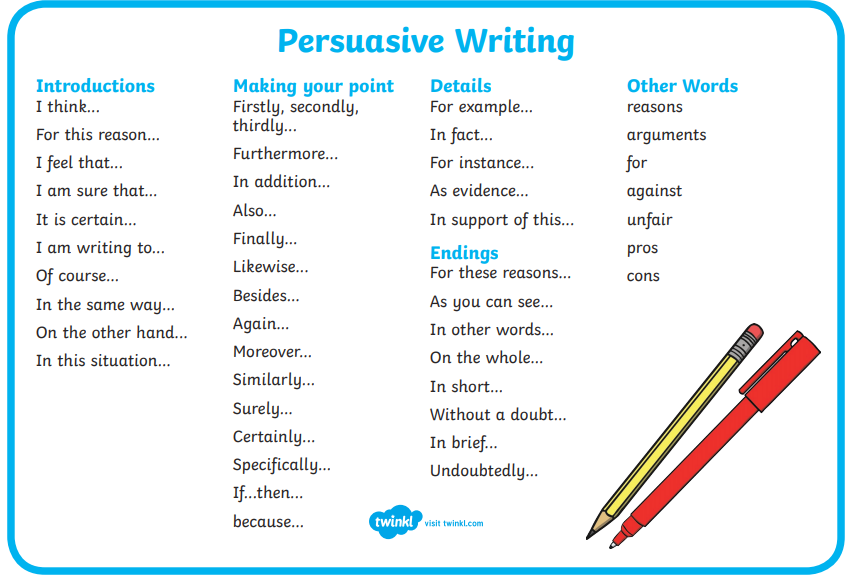 Persuasive Writing
Introductions
I think...
For this reason...
I feel that...
I am sure that...
It is certain...
I am writing to...
Of course...
In the same way...
On the other hand...
In this situation...
Making your point
Firstly, secondly,
thirdly...
Furthermore...
In addition...
Also...
Finally...
Likewise...
Besides...
Again...
Moreover...
Similarly...
Surely...
Certainly...
Specifically...
If...then...
because...
Details
For example...
In fact...
For instance...
As evidence...
In support of this...
Endings
For these reasons...
As you can see...
In other words...
On the whole...
In short...
Without a doubt...
In brief...
Undoubtedly...
Other Words
reasons
arguments
for
against
unfair
pros
cons
twinkl visit twinkl.com